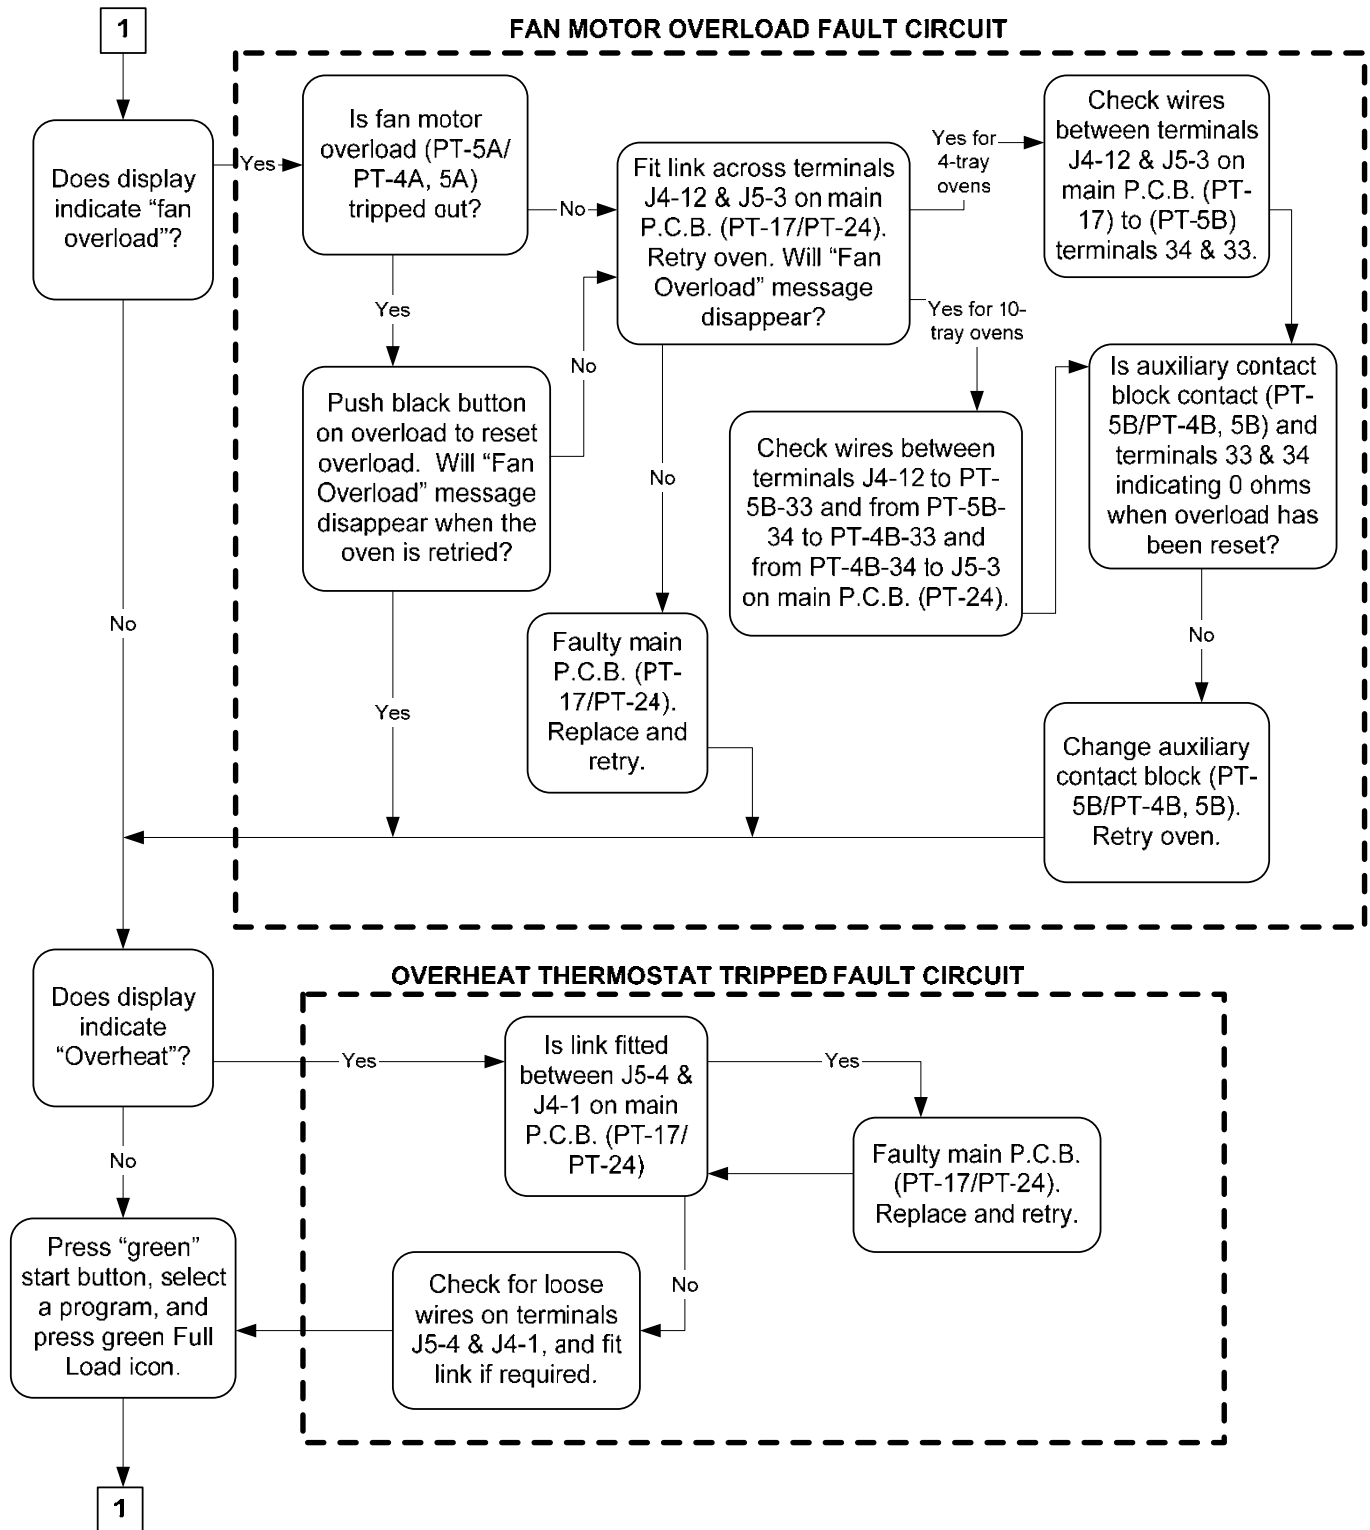 1
FAN MOTOR OVERLOAD FAULT CIRCUIT
Does display
indicate “fan
overload”?
Yes
Is fan motor
overload (PT-5A/
PT-4A, 5A)
tripped out?
No
Yes
Push black button
on overload to reset
overload. Will “Fan
Overload” message
disappear when the
oven is retried?
No
Yes
Fit link across terminals
J4-12 & J5-3 on main
P.C.B. (PT-17/PT-24).
Retry oven. Will “Fan
Overload” message
disappear?
Yes for
4-tray
ovens
Check wires
between terminals
J4-12 & J5-3 on
main P.C.B. (PT-
17) to (PT-5B)
terminals 34 & 33.
Yes for 10-
tray ovens
Check wires between
terminals J4-12 to PT-
5B-33 and from PT-5B-
34 to PT-4B-33 and
from PT-4B-34 to J5-3
on main P.C.B. (PT-24).
No
Faulty main
P.C.B. (PT-
17/PT-24).
Replace and
retry.
Is auxiliary contact
block contact (PT-
5B/PT-4B, 5B) and
terminals 33 & 34
indicating 0 ohms
when overload has
been reset?
No
Change auxiliary
contact block (PT-
5B/PT-4B, 5B).
Retry oven.
No
Does display
indicate
“Overheat”?
OVERHEAT THERMOSTAT TRIPPED FAULT CIRCUIT
Yes
Is link fitted
between J5-4 &
J4-1 on main
P.C.B. (PT-17/
PT-24)
Yes
Faulty main P.C.B.
(PT-17/PT-24).
Replace and retry.
No
Check for loose
wires on terminals
J5-4 & J4-1, and fit
link if required.
No
Press “green”
start button, select
a program, and
press green Full
Load icon.
1